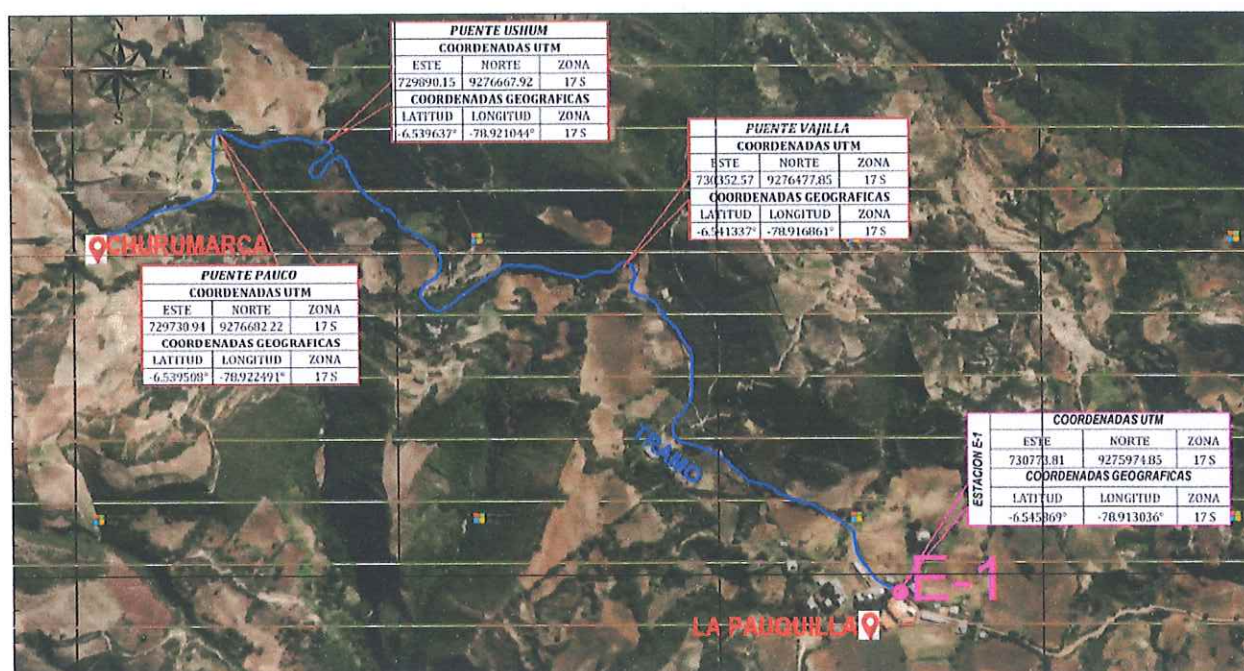 PUENTE USHUM
COORDENADAS UTM
ESTE NORTE ZONA
729890.15 9276667.92 17 S
COORDENADAS GEOGRAFICAS
LATITUD LONGITUD ZONA
-6.539637° -78.921044° 17 S
PUENTE VAJILLA
COORDENADAS UTM
ESTE NORTE ZONA
730352.57 9276477.85 17 S
COORDENADAS GEOGRAFICAS
LATITUD LONGITUD ZONA
-6.541337° -78.916861° 17 S
CHURUMARCA
PUENTE PAUCO
COORDENADAS UTM
ESTE NORTE ZONA
729730.94 9276682.22 17 S
COORDENADAS GEOGRAFICAS
LATITUD LONGITUD ZONA
-6.539508° -78.922491° 17 S
TRAMO
ESTACION E-1
COORDENADAS UTM
ESTE NORTE ZONA
730773.81 9275974.85 17 S
COORDENADAS GEOGRAFICAS
LATITUD LONGITUD ZONA
-6.545869° -78.913036° 17 S
E-1
LA PAUQUILLA
S